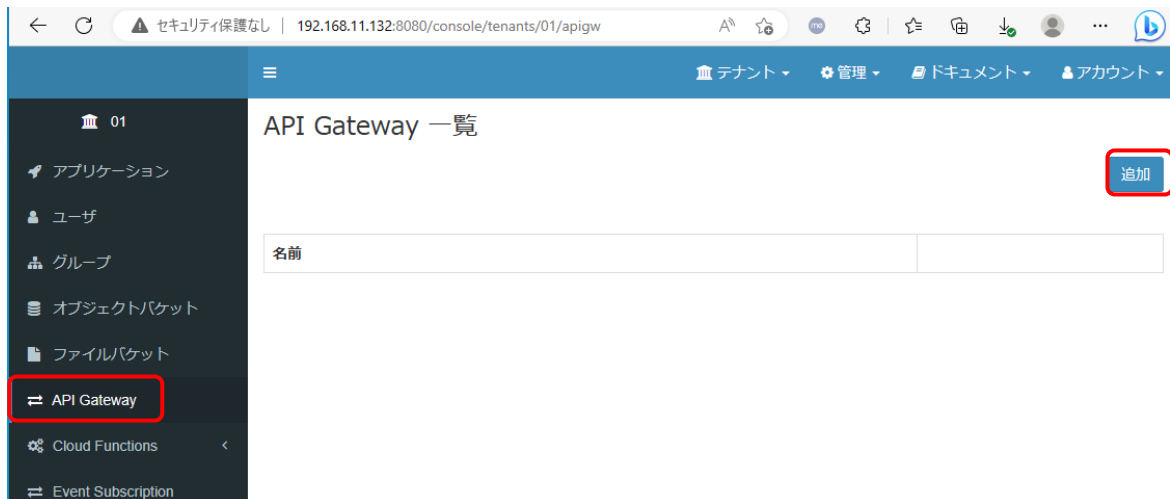 セキュリティ保護なし | 192.168.11.132:8080/console/tenants/01/apigw
テナント 管理 ドキュメント アカウント
01
API Gateway 一覧
アプリケーション
追加
ユーザ
グループ
名前
オブジェクトバケット
ファイルバケット
API Gateway
Cloud Functions
Event Subscription